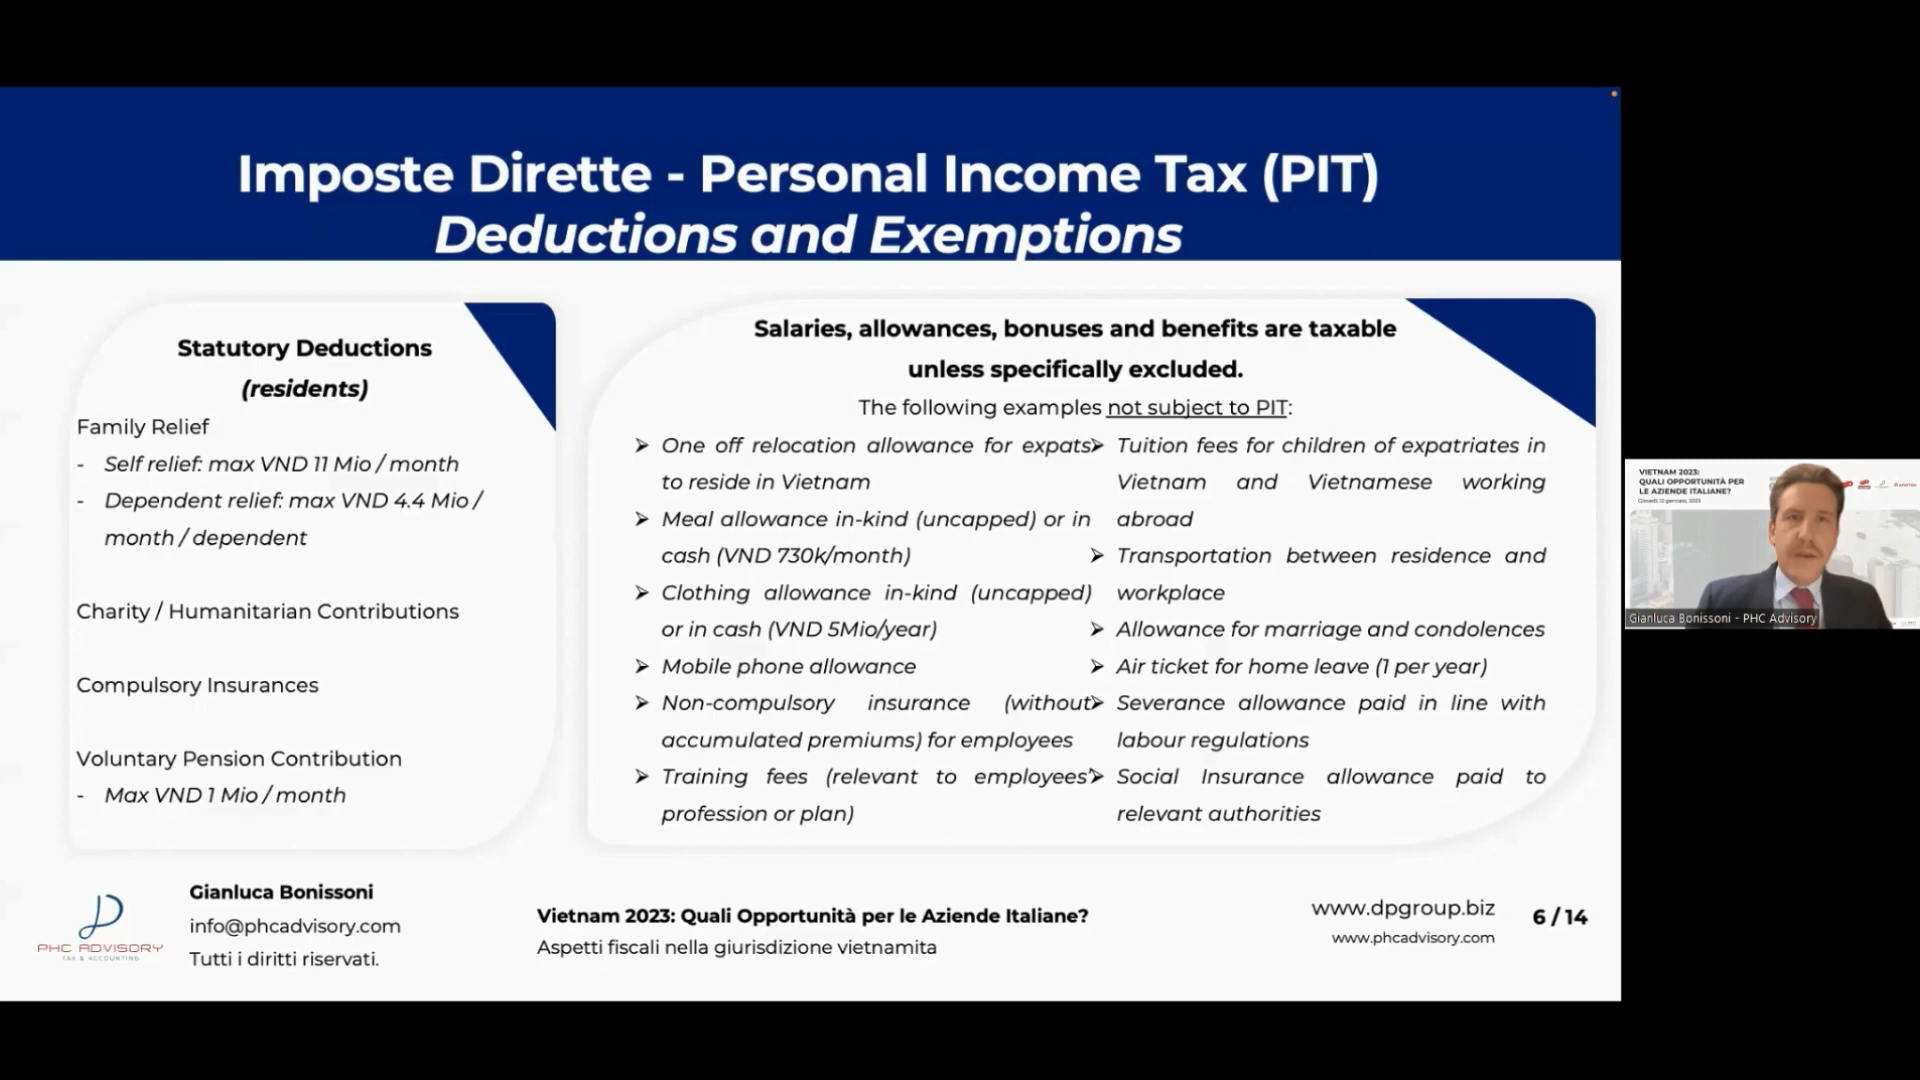 Imposte Dirette - Personal Income Tax (PIT)
Deductions and Exemptions
Statutory Deductions
(residents)
Family Relief
- Self relief: max VND 11 Mio / month
- Dependent relief: max VND 4.4 Mio /
month / dependent
Charity / Humanitarian Contributions
Compulsory Insurances
Voluntary Pension Contribution
- Max VND 1 Mio / month
Salaries, allowances, bonuses and benefits are taxable
unless specifically excluded.
The following examples not subject to PIT:
➢ One off relocation allowance for expats
to reside in Vietnam
➢ Meal allowance in-kind (uncapped) or in
cash (VND 730k/month)
➢ Clothing allowance in-kind (uncapped)
or in cash (VND 5Mio/year)
➢ Mobile phone allowance
➢ Non-compulsory insurance (without
accumulated premiums) for employees
➢ Training fees (relevant to employees'
profession or plan)
➢ Tuition fees for children of expatriates in
Vietnam and Vietnamese working
abroad
➢ Transportation between residence and
workplace
➢ Allowance for marriage and condolences
➢ Air ticket for home leave (1 per year)
➢ Severance allowance paid in line with
labour regulations
➢ Social Insurance allowance paid to
relevant authorities
PHC ADVISORY
TAX & ACCOUNTING
Gianluca Bonissoni
info@phcadvisory.com
Tutti i diritti riservati.
Vietnam 2023: Quali Opportunità per le Aziende Italiane?
Aspetti fiscali nella giurisdizione vietnamita
www.dpgroup.biz
www.phcadvisory.com
6 / 14
VIETNAM 2023:
QUALI OPPORTUNITÀ PER
LE AZIENDE ITALIANE?
Giovedì, 12 gennaio, 2023
Gianluca Bonissoni - PHC Advisory